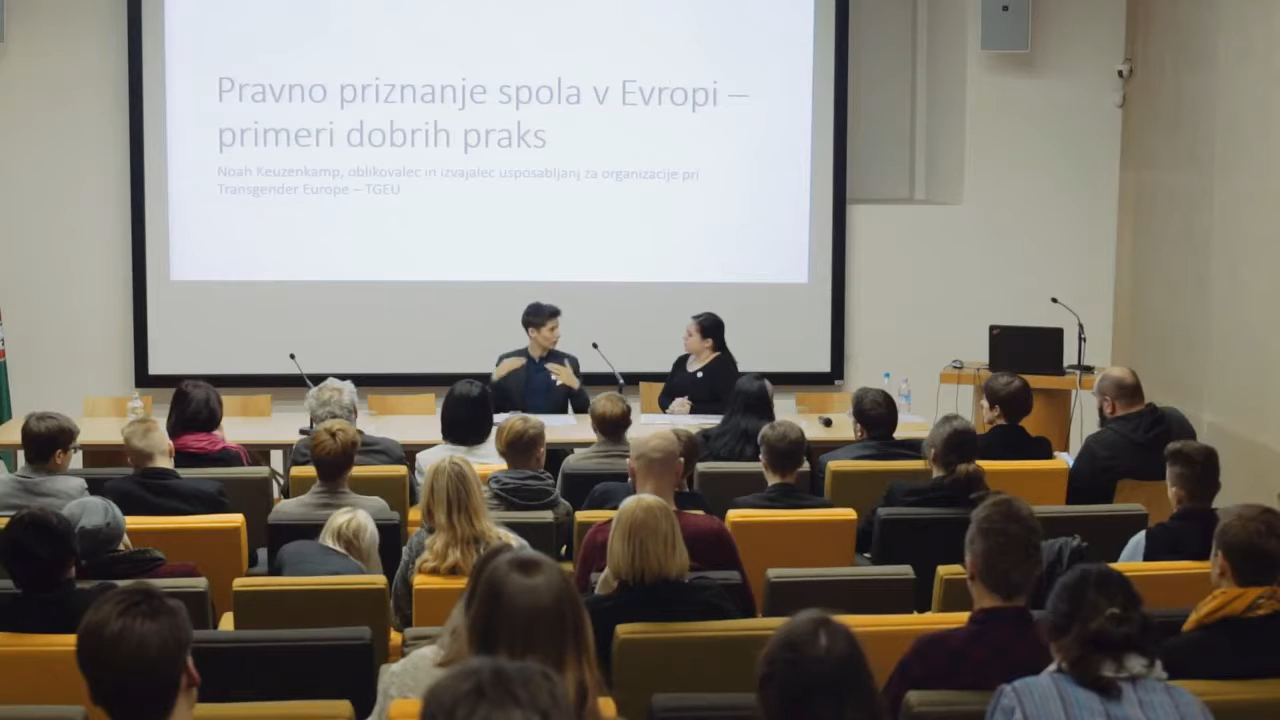 Pravno priznanje spola v Evropi –
primeri dobrih praks
Noah Keuzenkamp, oblikovalec in izvajalec usposabljanj za organizacije pri
Transgender Europe – TGEU